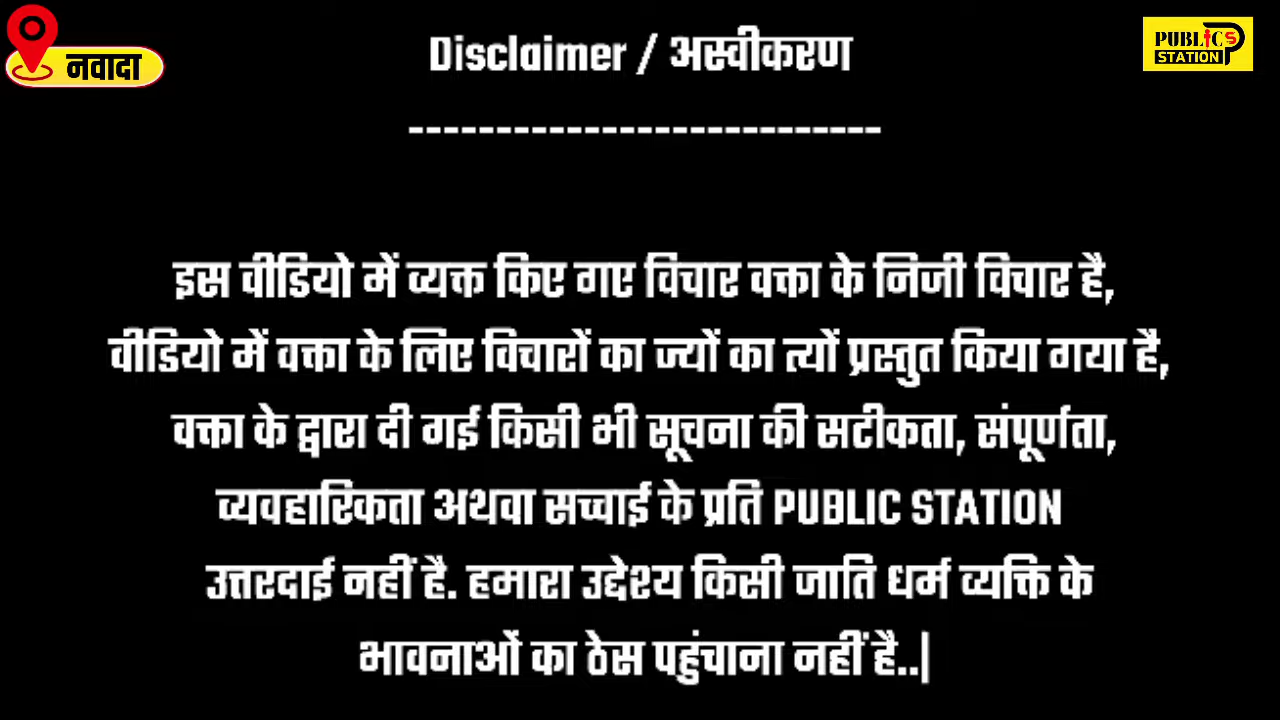 नवादा
Disclaimer / अस्वीकरण
PUBLIC'S
STATION
---------------------------
इस वीडियो में व्यक्त किए गए विचार वक्ता के निजी विचार है,
वीडियो में वक्ता के लिए विचारों का ज्यों का त्यों प्रस्तुत किया गया है,
वक्ता के द्वारा दी गई किसी भी सूचना की सटीकता, संपूर्णता,
व्यवहारिकता अथवा सच्चाई के प्रति PUBLIC STATION
उत्तरदाई नहीं है. हमारा उद्देश्य किसी जाति धर्म व्यक्ति के
भावनाओं का ठेस पहुंचाना नहीं है..|